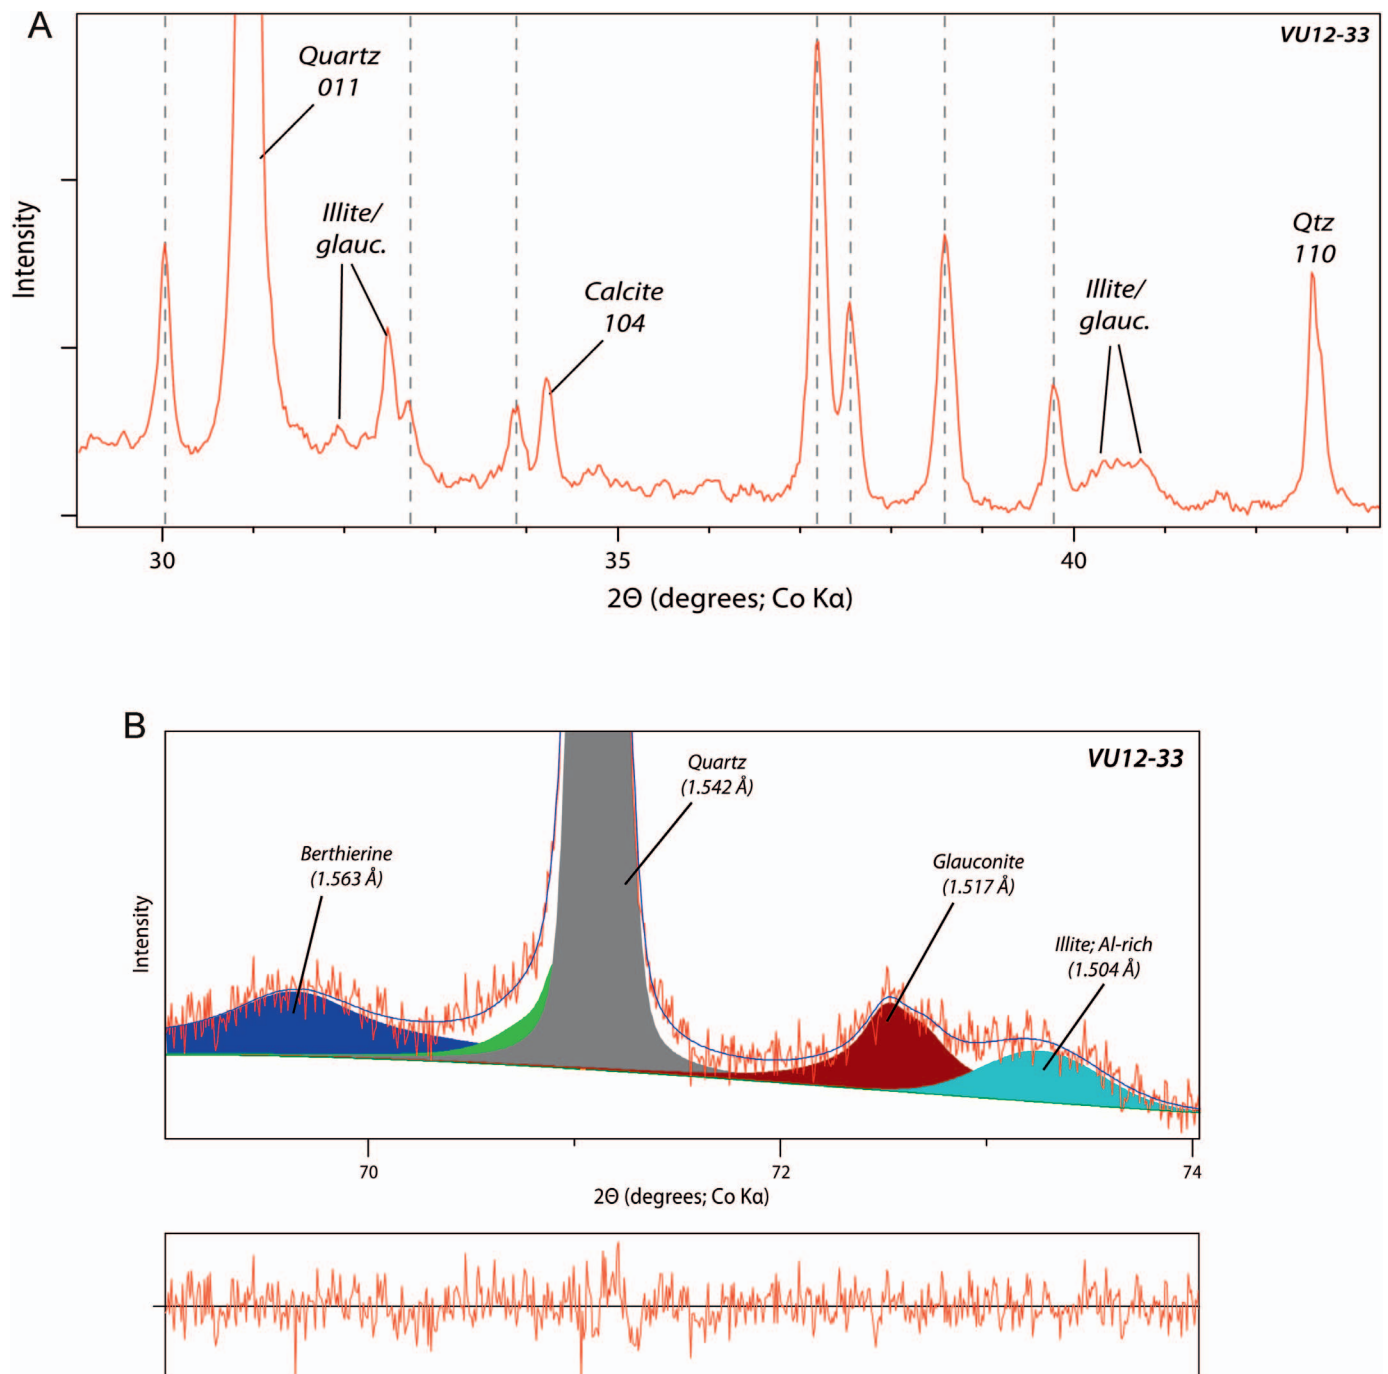 A
VU12-33
Quartz
011
Illite/
glauc.
Calcite
104
Illite/
glauc.
Qtz
110
Intensity
30
35
40
2Θ (degrees; Co Kα)
B
VU12-33
Quartz
(1.542 Å)
Berthierine
(1.563 Å)
Glauconite
(1.517 Å)
Illite; Al-rich
(1.504 Å)
Intensity
70
72
74
2Θ (degrees; Co Kα)